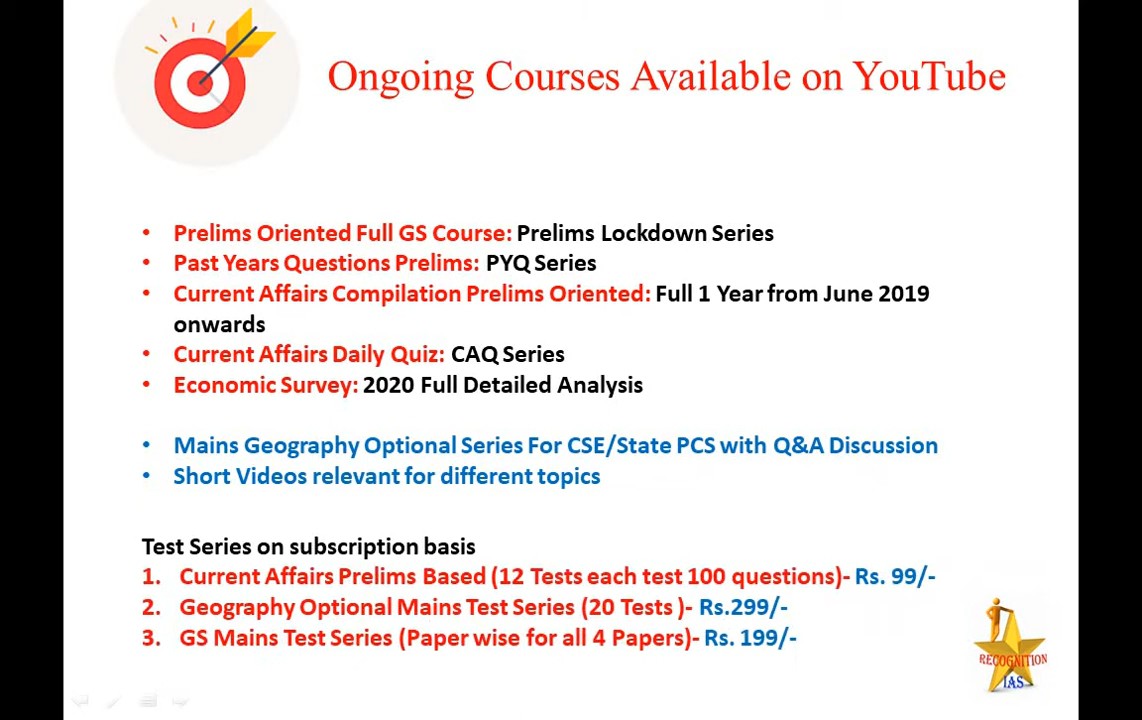 Ongoing Courses Available on YouTube
• Prelims Oriented Full GS Course: Prelims Lockdown Series
• Past Years Questions Prelims: PYQ Series
• Current Affairs Compilation Prelims Oriented: Full 1 Year from June 2019
onwards
• Current Affairs Daily Quiz: CAQ Series
• Economic Survey: 2020 Full Detailed Analysis
• Mains Geography Optional Series For CSE/State PCS with Q&A Discussion
• Short Videos relevant for different topics
Test Series on subscription basis
1. Current Affairs Prelims Based (12 Tests each test 100 questions)- Rs. 99/-
2. Geography Optional Mains Test Series (20 Tests )- Rs.299/-
3. GS Mains Test Series (Paper wise for all 4 Papers)- Rs. 199/-
RECOGNITION
IAS